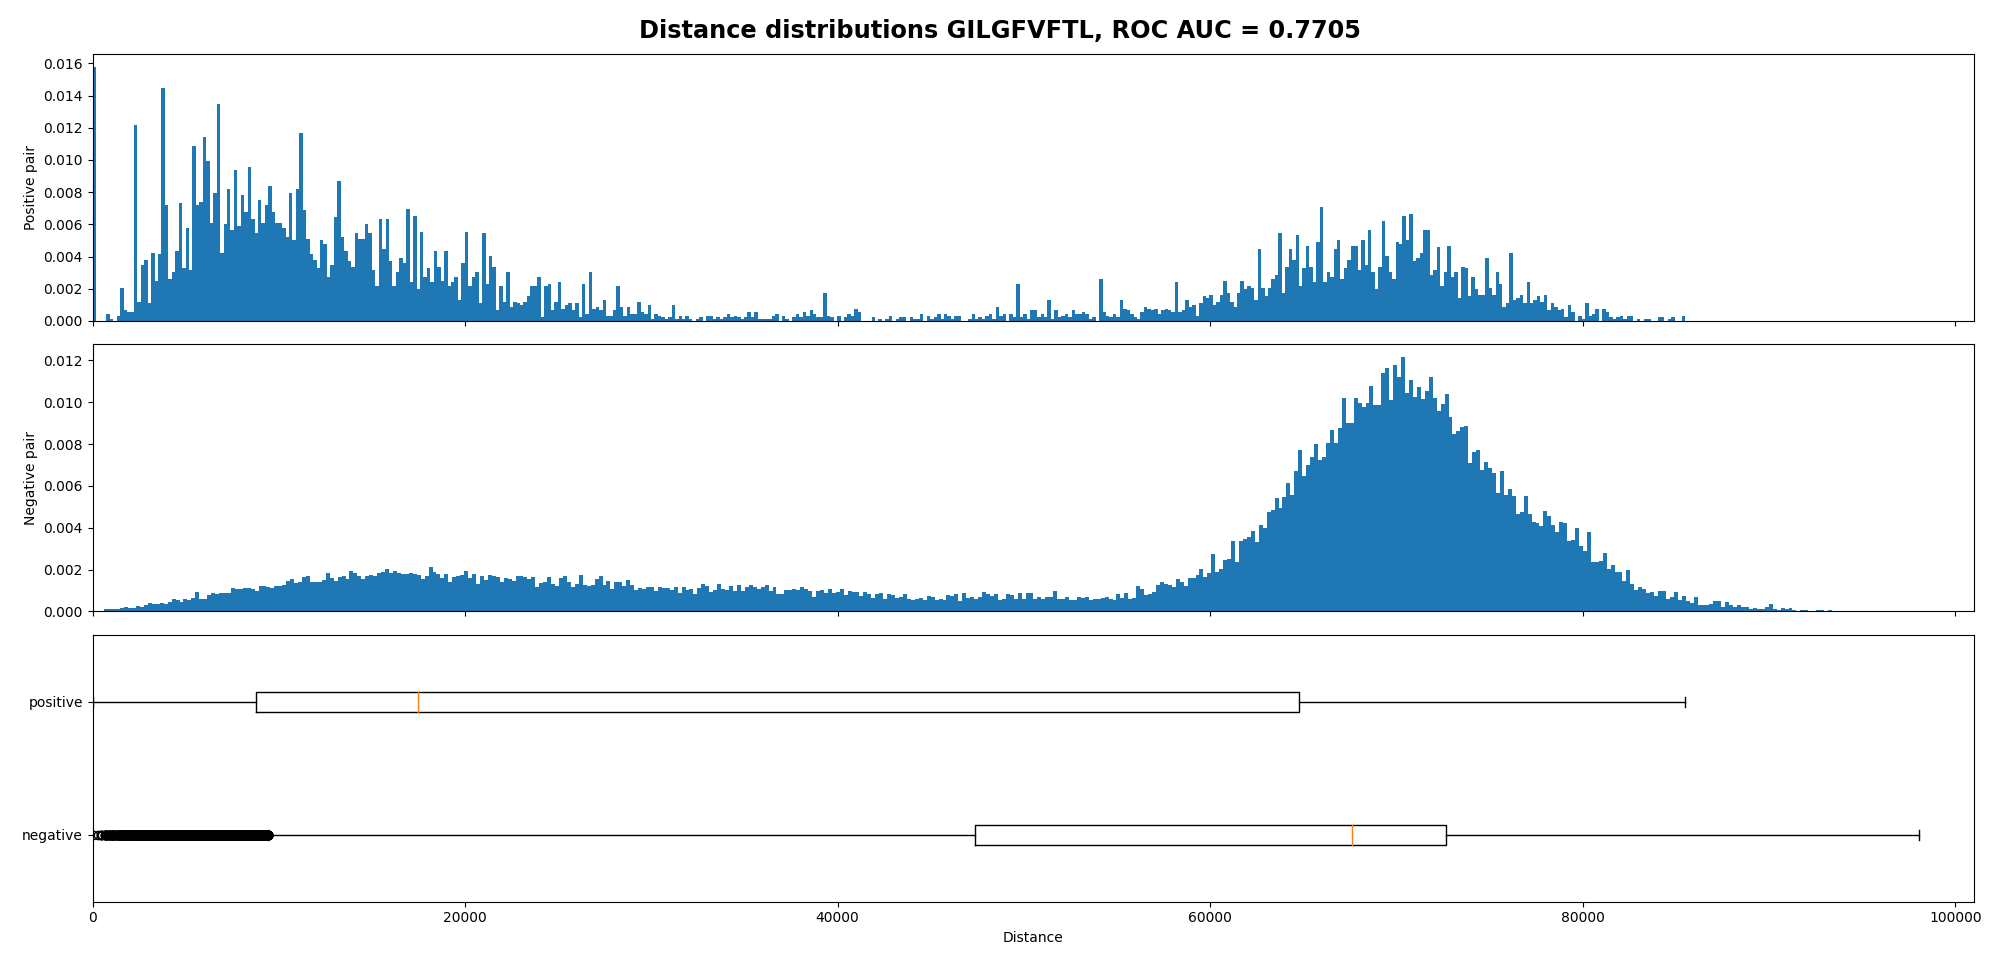 Distance distributions GILGFVFTL, ROC AUC = 0.7705
0.016
0.014
0.012
0.010
0.008
0.006
0.004
0.002
0.000
Positive pair
0.012
0.010
0.008
0.006
0.004
0.002
0.000
Negative pair
positive
negative
0 20000 40000 60000 80000 100000
Distance